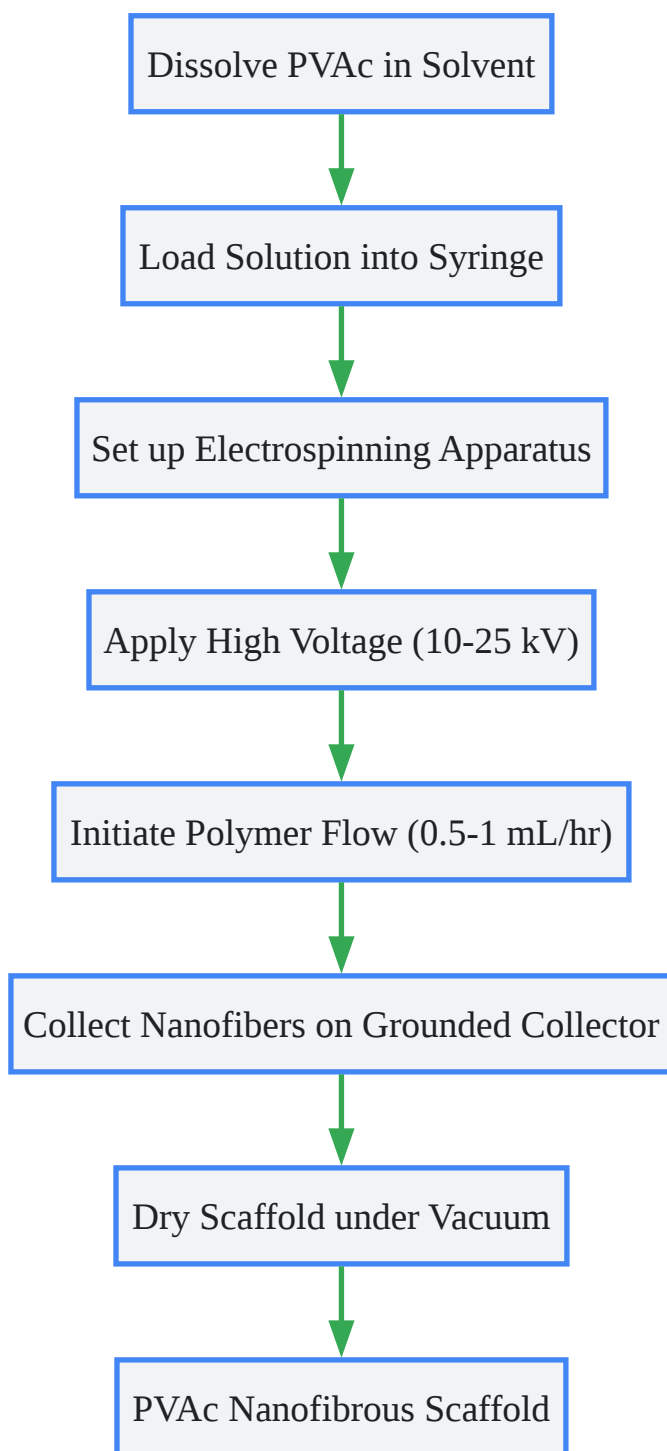 Dissolve PVAc in Solvent
Load Solution into Syringe
Set up Electrospinning Apparatus
Apply High Voltage (10-25 kV)
Initiate Polymer Flow (0.5-1 mL/hr)
Collect Nanofibers on Grounded Collector
Dry Scaffold under Vacuum
PVAc Nanofibrous Scaffold